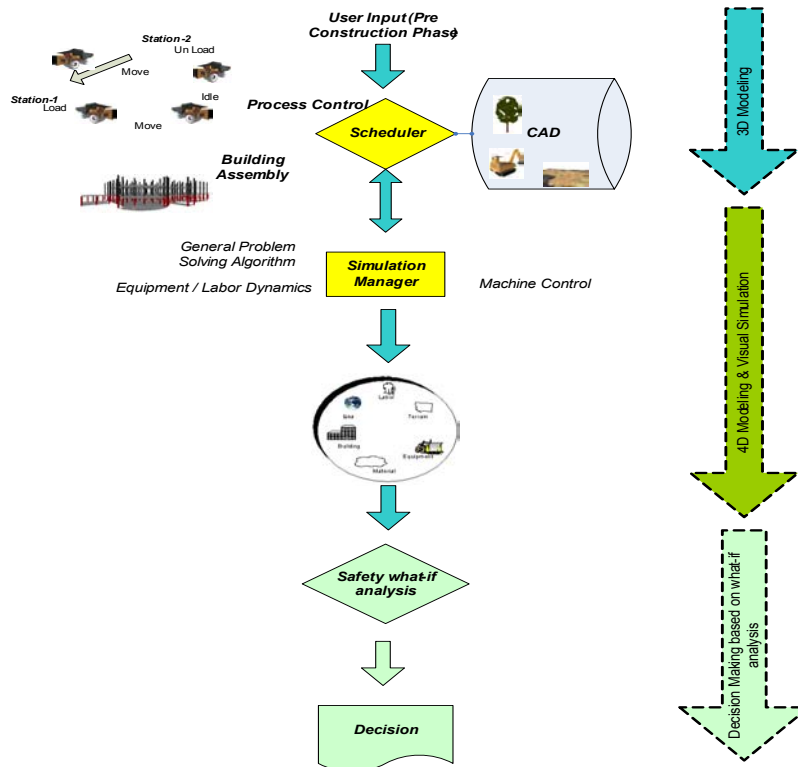 User Input (Pre
Construction Phase)
Station-2
Un Load
Move
Station-1
Load
Idle
Move
Process Control
Scheduler
CAD
Building
Assembly
General Problem
Solving Algorithm
Equipment / Labor Dynamics
Simulation
Manager
Machine Control
Labor
Site
Terrain
Building
Equipment
Material
Safety what-if
analysis
Decision
3D Modeling
4D Modeling & Visual Simulation
Decision Making based on what-if
analysis